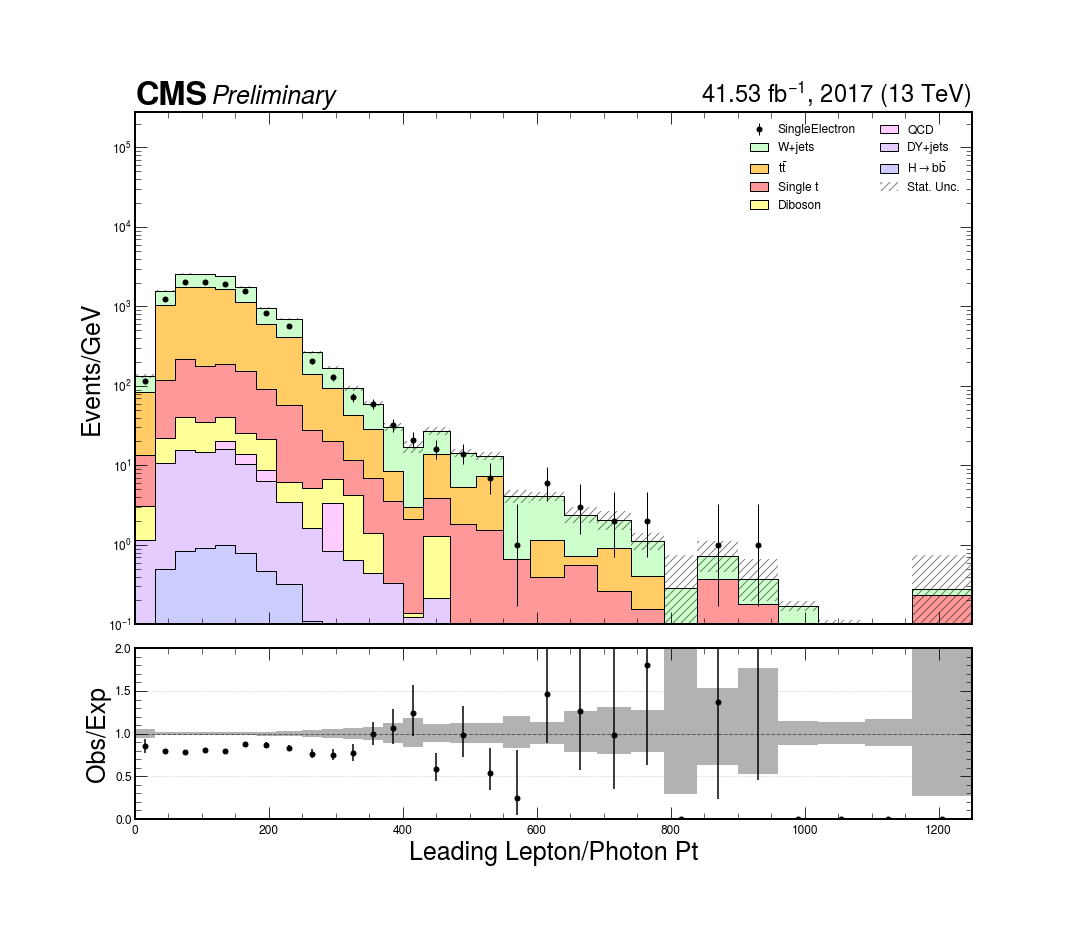 CMS Preliminary 41.53 fb⁻¹, 2017 (13 TeV)
SingleElectron
W+jets
tt̄
Single t
Diboson
QCD
DY+jets
H→bb̄
Stat. Unc.
Events/GeV
10⁵
10⁴
10³
10²
10¹
10⁰
10⁻¹
Obs/Exp
2.0
1.5
1.0
0.5
0.0
0 200 400 600 800 1000 1200
Leading Lepton/Photon Pt